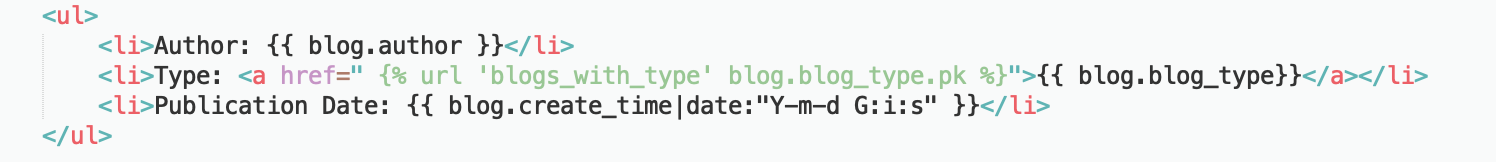 <ul>
    <li>Author: {{ blog.author }}</li>
    <li>Type: <a href=" {% url 'blogs_with_type' blog.blog_type.pk %}">{{ blog.blog_type}}</a></li>
    <li>Publication Date: {{ blog.create_time|date:"Y-m-d G:i:s" }}</li>
</ul>